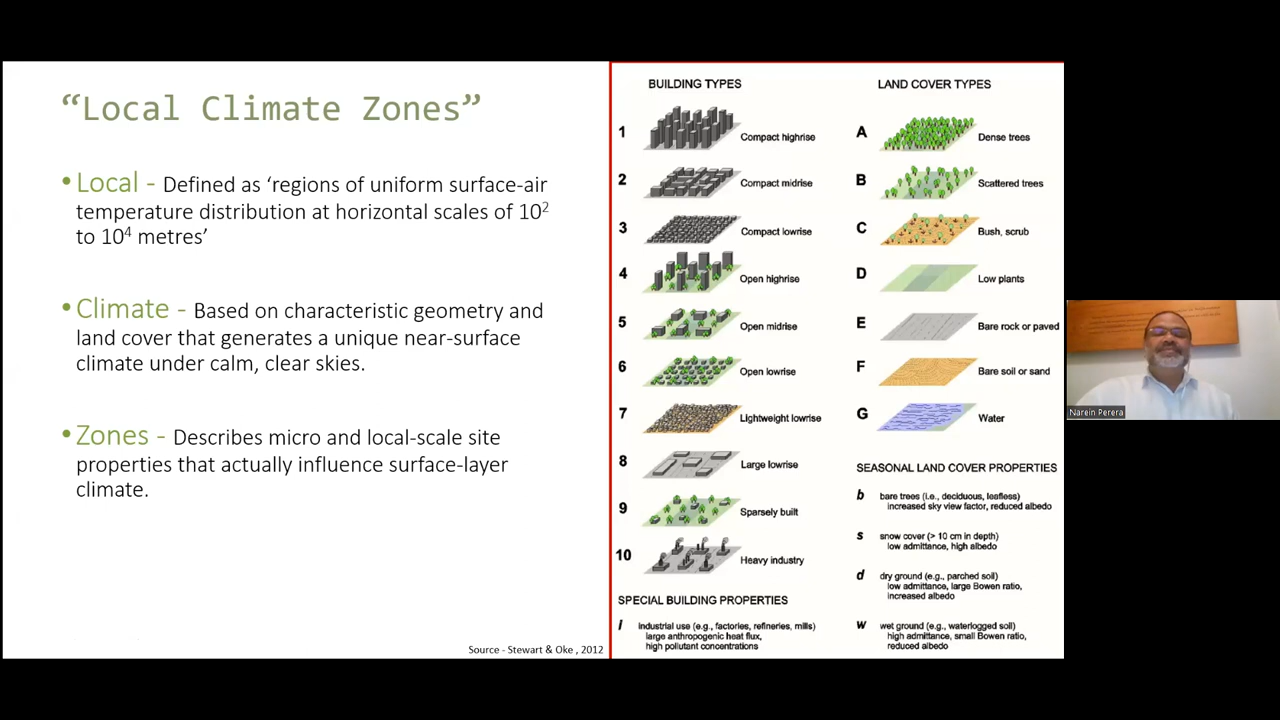 “Local Climate Zones”
•Local - Defined as ‘regions of uniform surface-air
temperature distribution at horizontal scales of 10²
to 10⁴ metres’
•Climate - Based on characteristic geometry and
land cover that generates a unique near-surface
climate under calm, clear skies.
•Zones - Describes micro and local-scale site
properties that actually influence surface-layer
climate.
Source - Stewart & Oke , 2012
BUILDING TYPES
1 Compact highrise
2 Compact midrise
3 Compact lowrise
4 Open highrise
5 Open midrise
6 Open lowrise
7 Lightweight lowrise
8 Large lowrise
9 Sparsely built
10 Heavy industry
SPECIAL BUILDING PROPERTIES
i industrial use (e.g., factories, refineries, mills)
large anthropogenic heat flux,
high pollutant concentrations
LAND COVER TYPES
A Dense trees
B Scattered trees
C Bush, scrub
D Low plants
E Bare rock or paved
F Bare soil or sand
G Water
SEASONAL LAND COVER PROPERTIES
b bare trees (i.e., deciduous, leafless)
increased sky view factor, reduced albedo
s snow cover (> 10 cm in depth)
low admittance, high albedo
d dry ground (e.g., parched soil)
low admittance, large Bowen ratio,
increased albedo
w wet ground (e.g., waterlogged soil)
high admittance, small Bowen ratio,
reduced albedo
Narein Perera